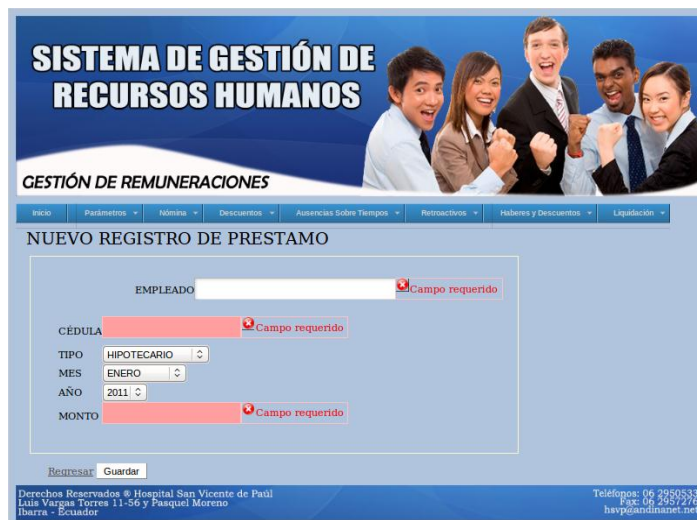 SISTEMA DE GESTIÓN DE
RECURSOS HUMANOS
GESTIÓN DE REMUNERACIONES
Inicio Parámetros Nómina Descuentos Ausencias Sobre Tiempos Retroactivos Haberes y Descuentos Liquidación
NUEVO REGISTRO DE PRESTAMO
EMPLEADO Campo requerido
CÉDULA Campo requerido
TIPO HIPOTECARIO
MES ENERO
AÑO 2011
MONTO Campo requerido
Regresar Guardar
Derechos Reservados ® Hospital San Vicente de Paúl
Luis Vargas Torres 11-56 y Pasquel Moreno
Ibarra - Ecuador
Teléfonos: 06 2950533
Fax: 06 2957276
hsvp@andinanet.net